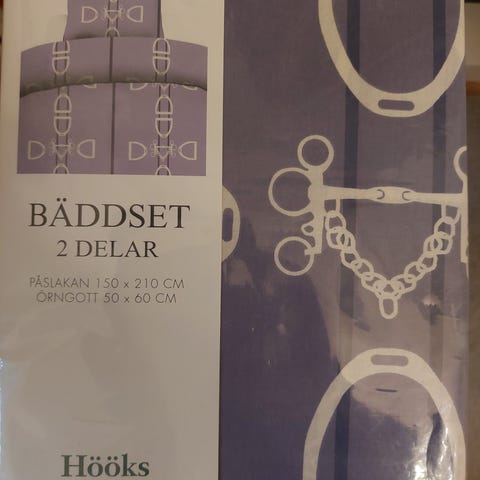 BÄDDSET
2 DELAR
PÅSLAKAN 150 x 210 CM
ÖRNGOTT 50 x 60 CM
Hööks